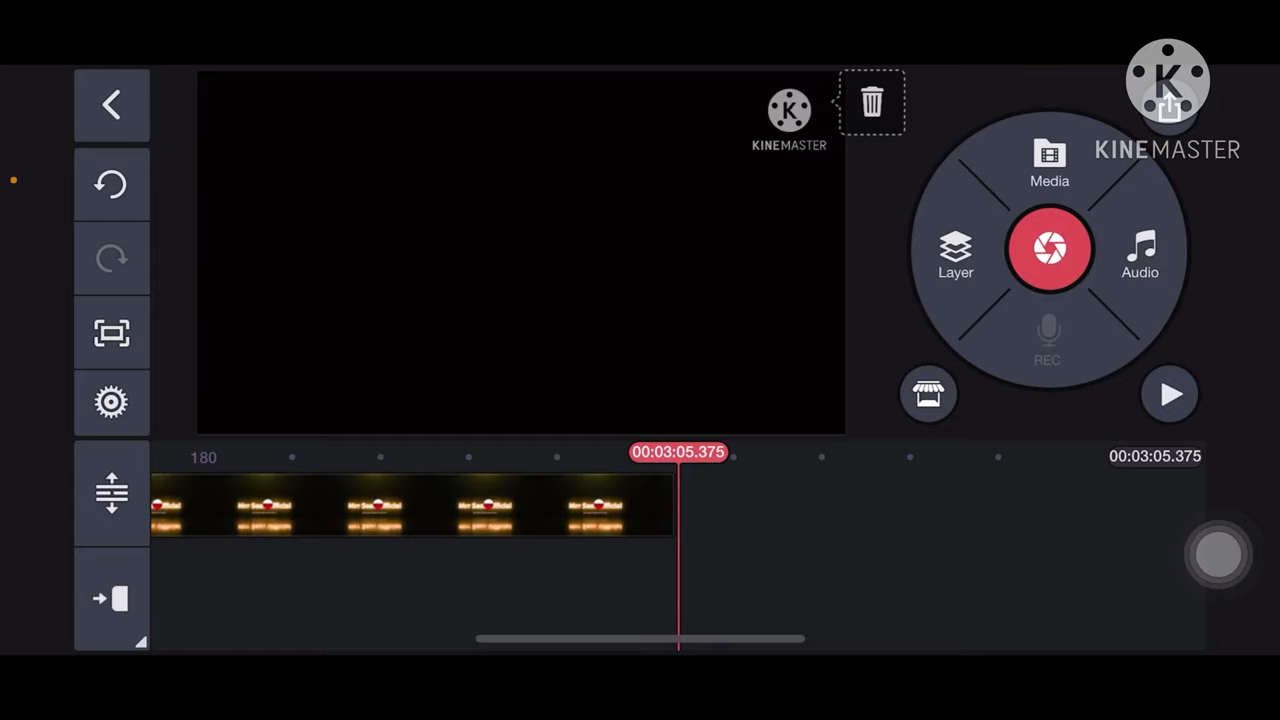 K
KINEMASTER
K
KINEMASTER
Media
Layer
Audio
REC
180
00:03:05.375
00:03:05.375